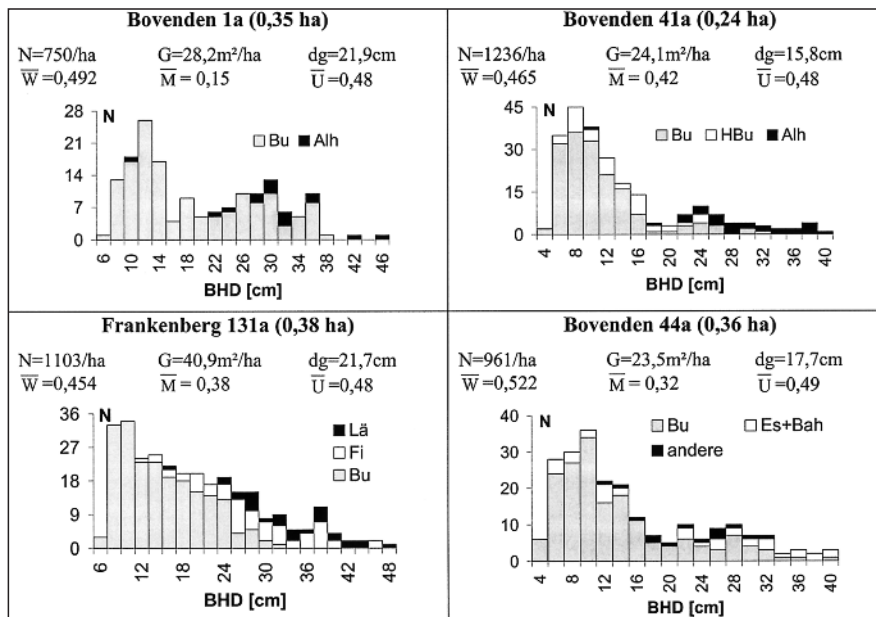 Bovenden 1a (0,35 ha)
N=750/ha G=28,2m²/ha dg=21,9cm
W=0,492 M = 0,15 U=0,48
N
28
21
14
7
0
Bu Alh
6 10 14 18 22 26 30 34 38 42 46
BHD [cm]
Bovenden 41a (0,24 ha)
N=1236/ha G=24,1m²/ha dg=15,8cm
W=0,465 M = 0,42 U=0,48
N
45
30
15
0
Bu HBu Alh
4 8 12 16 20 24 28 32 36 40
BHD [cm]
Frankenberg 131a (0,38 ha)
N=1103/ha G=40,9m²/ha dg=21,7cm
W=0,454 M = 0,38 U=0,48
N
36
27
18
9
0
Lä
Fi
Bu
6 12 18 24 30 36 42 48
BHD [cm]
Bovenden 44a (0,36 ha)
N=961/ha G=23,5m²/ha dg=17,7cm
W=0,522 M = 0,32 U=0,49
N
40
30
20
10
0
Bu Es+Bah
andere
4 8 12 16 20 24 28 32 36 40
BHD [cm]